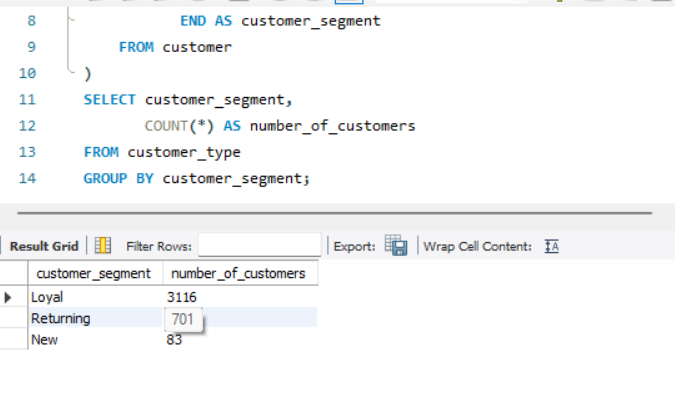 8 END AS customer_segment
9 FROM customer
10 )
11 SELECT customer_segment,
12 COUNT(*) AS number_of_customers
13 FROM customer_type
14 GROUP BY customer_segment;
Result Grid Filter Rows: Export: Wrap Cell Content: IA
customer_segment number_of_customers
Loyal 3116
Returning 701
New 83